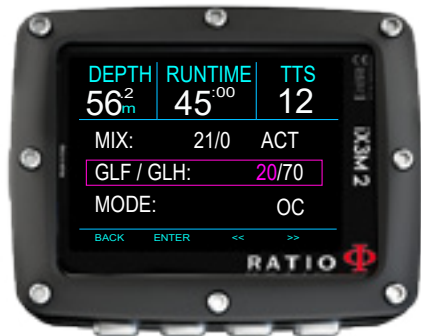 DEPTH RUNTIME TTS
56.2m 45:00 12
MIX: 21/0 ACT
GLF / GLH: 20/70
MODE: OC
BACK ENTER << >>
RATIO
iX3M 2